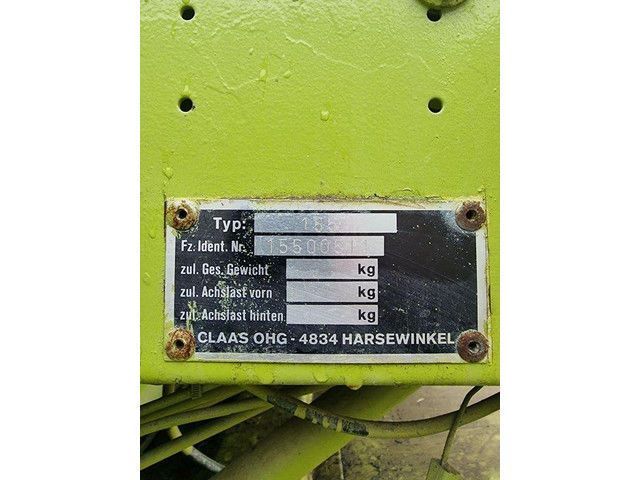 Typ: 155
Fz. Ident. Nr.
zul. Ges. Gewicht kg
zul. Achslast vorn kg
zul. Achslast hinten kg
CLAAS OHG - 4834 HARSEWINKEL